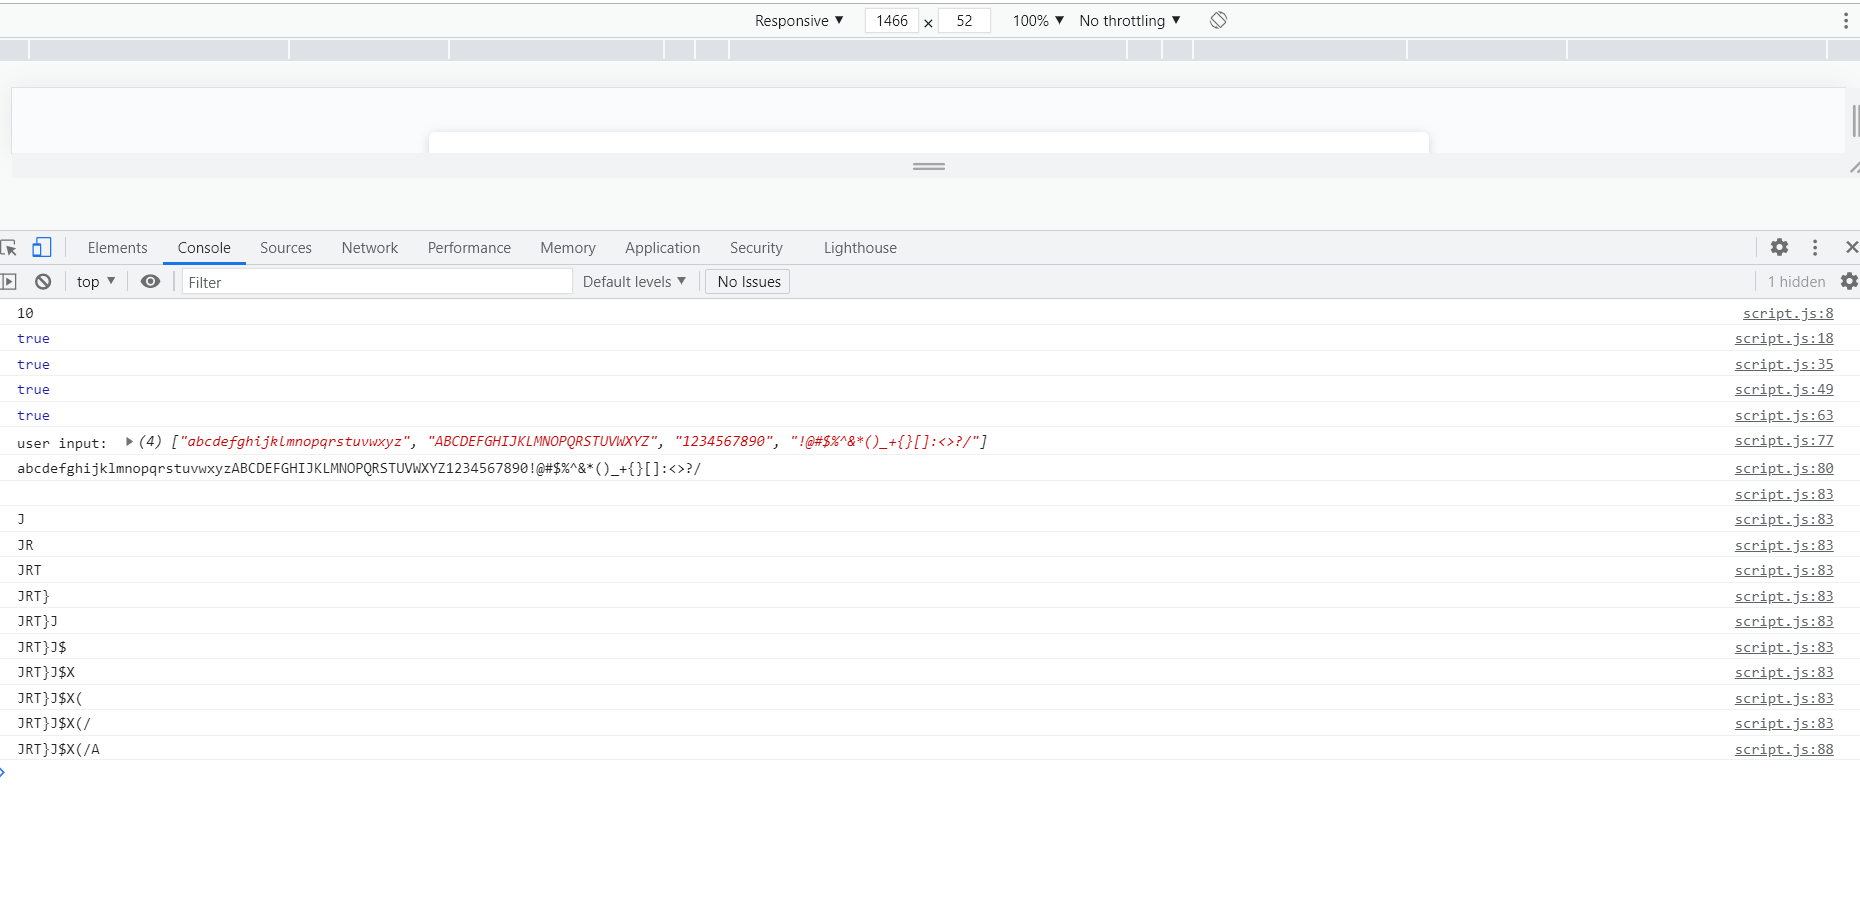 Responsive ▼ 1466 × 52 100% ▼ No throttling ▼
Elements Console Sources Network Performance Memory Application Security Lighthouse
top ▼ Filter Default levels ▼ No Issues 1 hidden
10 script.js:8
true script.js:18
true script.js:35
true script.js:49
true script.js:63
user input: ▶ (4) ["abcdefghijklmnopqrstuvwxyz", "ABCDEFGHIJKLMNOPQRSTUVWXYZ", "1234567890", "!@#$%^&*()_+{}[]:<>?/"] script.js:77
abcdefghijklmnopqrstuvwxyzABCDEFGHIJKLMNOPQRSTUVWXYZ1234567890!@#$%^&*()_+{}[]:<>?/ script.js:80
script.js:83
J script.js:83
JR script.js:83
JRT script.js:83
JRT} script.js:83
JRT}J script.js:83
JRT}J$ script.js:83
JRT}J$X script.js:83
JRT}J$X( script.js:83
JRT}J$X(/ script.js:83
JRT}J$X(/A script.js:88